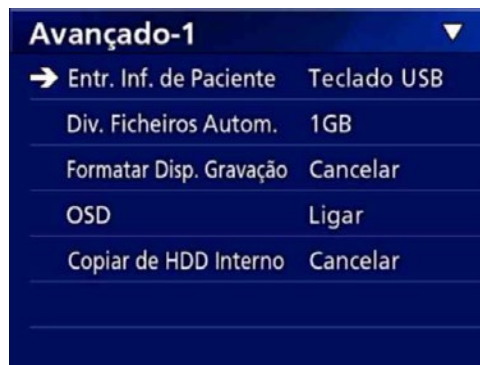 Avançado-1
Entr. Inf. de Paciente Teclado USB
Div. Ficheiros Autom. 1GB
Formatar Disp. Gravação Cancelar
OSD Ligar
Copiar de HDD Interno Cancelar